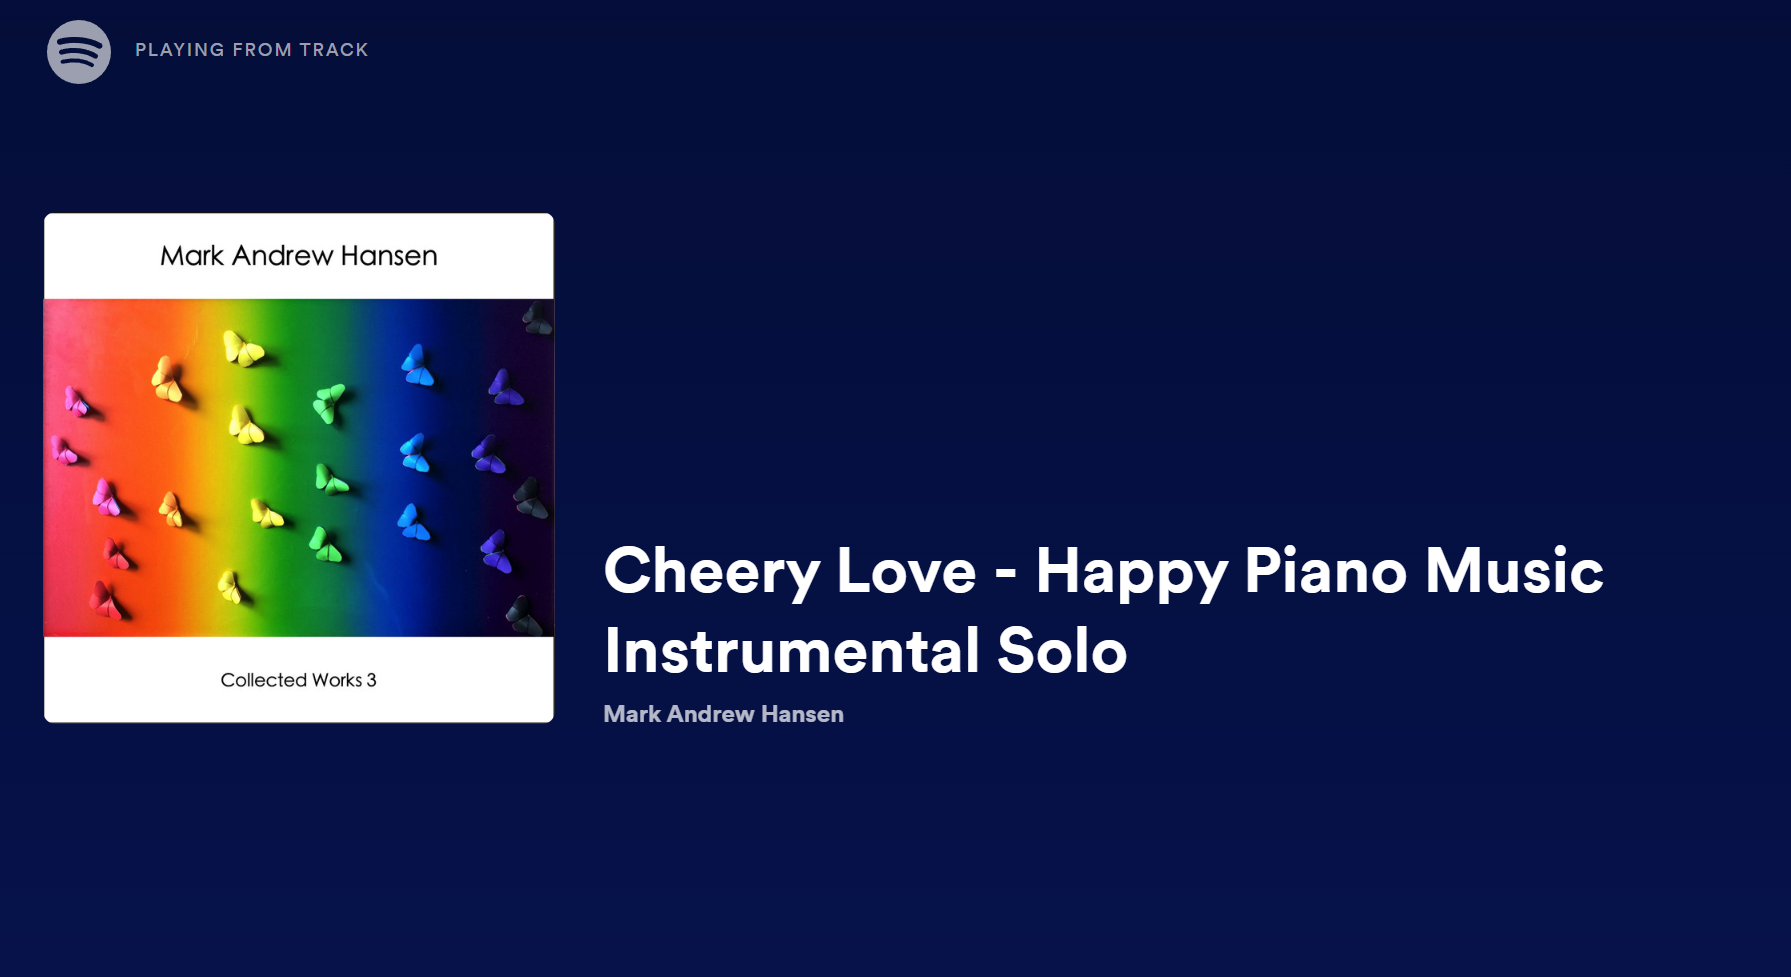 PLAYING FROM TRACK
Mark Andrew Hansen
Collected Works 3
Cheery Love - Happy Piano Music
Instrumental Solo
Mark Andrew Hansen